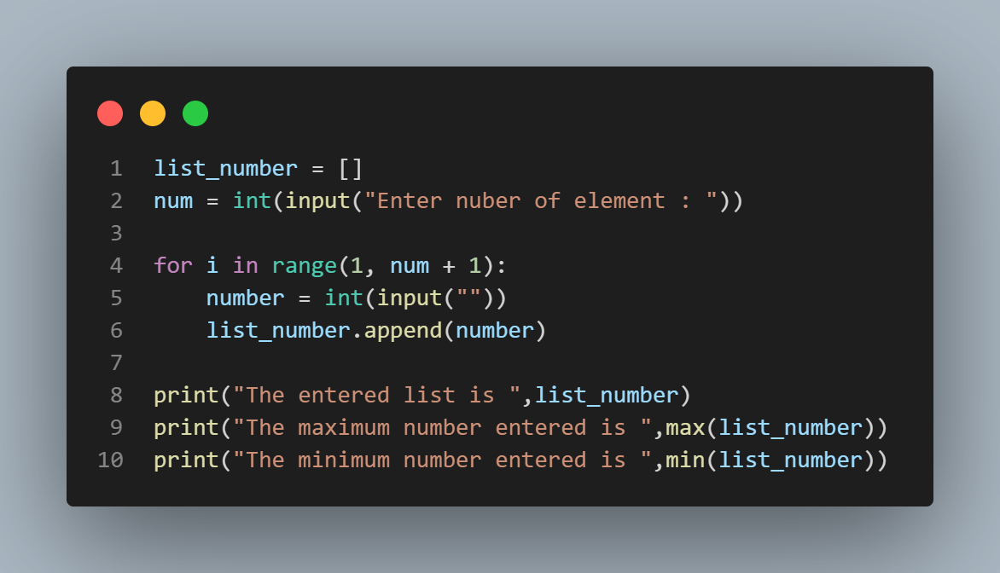 1 list_number = []
2 num = int(input("Enter nuber of element : "))
3
4 for i in range(1, num + 1):
5     number = int(input(""))
6     list_number.append(number)
7
8 print("The entered list is ",list_number)
9 print("The maximum number entered is ",max(list_number))
10 print("The minimum number entered is ",min(list_number))